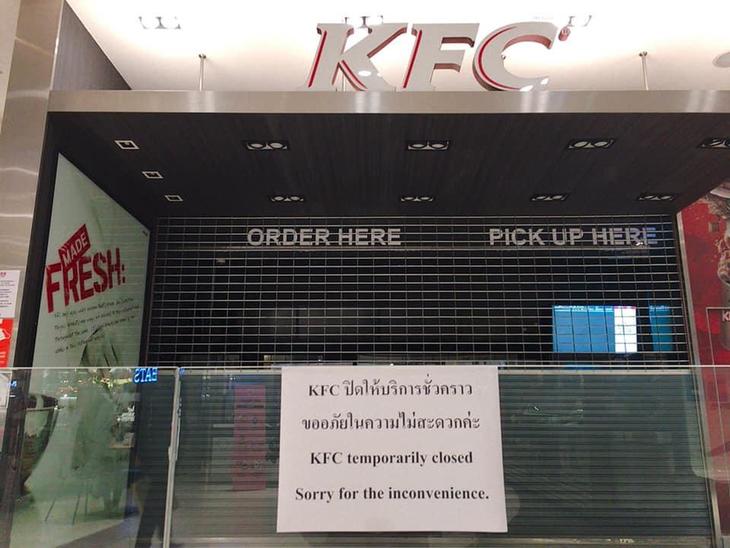 KFC
ORDER HERE
PICK UP HERE
MADE
FRESH:
EATS
KFC ปิดให้บริการชั่วคราว
ขออภัยในความไม่สะดวกค่ะ
KFC temporarily closed
Sorry for the inconvenience.